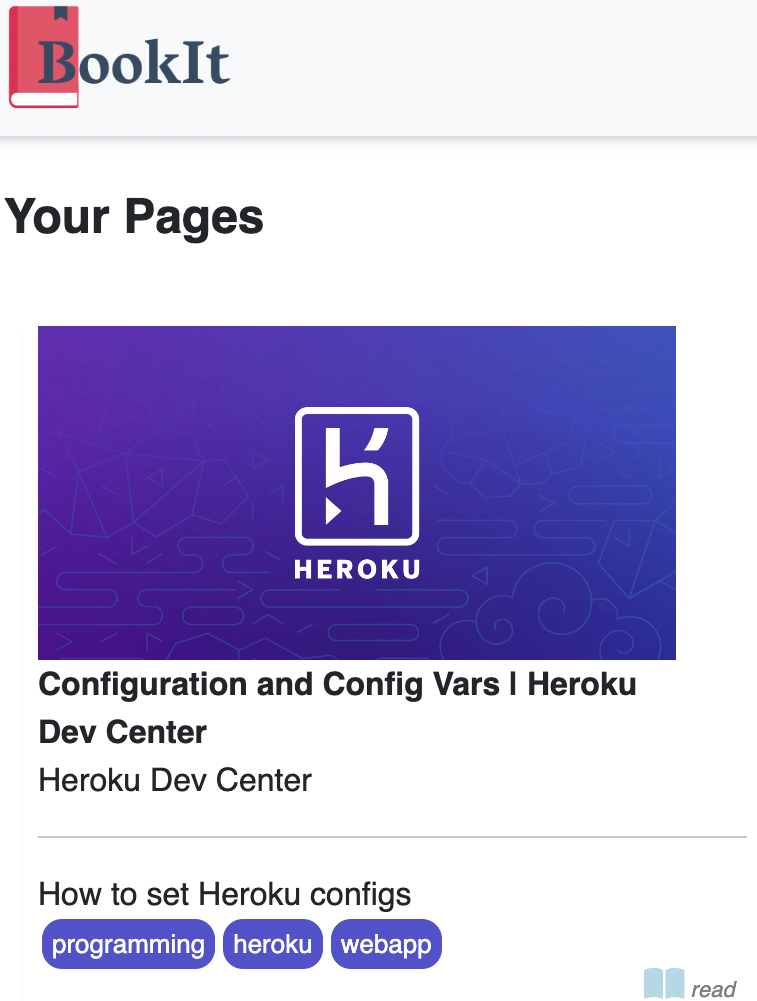 BookIt
Your Pages
HEROKU
Configuration and Config Vars | Heroku
Dev Center
Heroku Dev Center
How to set Heroku configs
programming heroku webapp
read